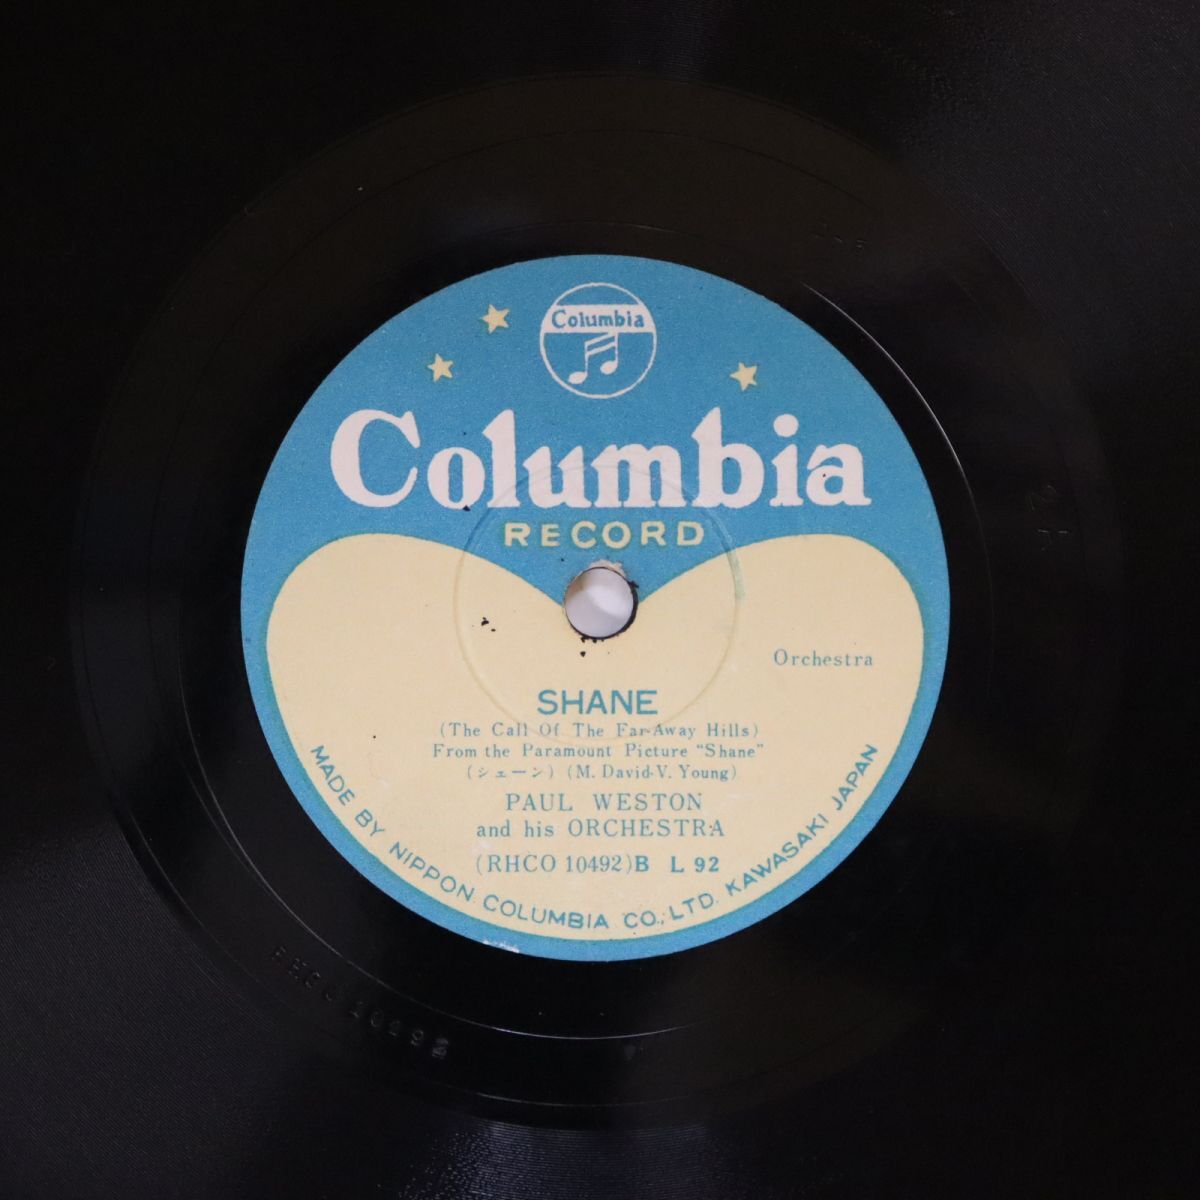 Columbia
Columbia
RECORD
Orchestra
SHANE
(The Call Of The Far-Away Hills)
From the Paramount Picture "Shane"
(シェーン) (M. David-V. Young)
PAUL WESTON
and his ORCHESTRA
(RHCO 10492)B L 92
MADE BY NIPPON COLUMBIA CO., LTD. KAWASAKI JAPAN